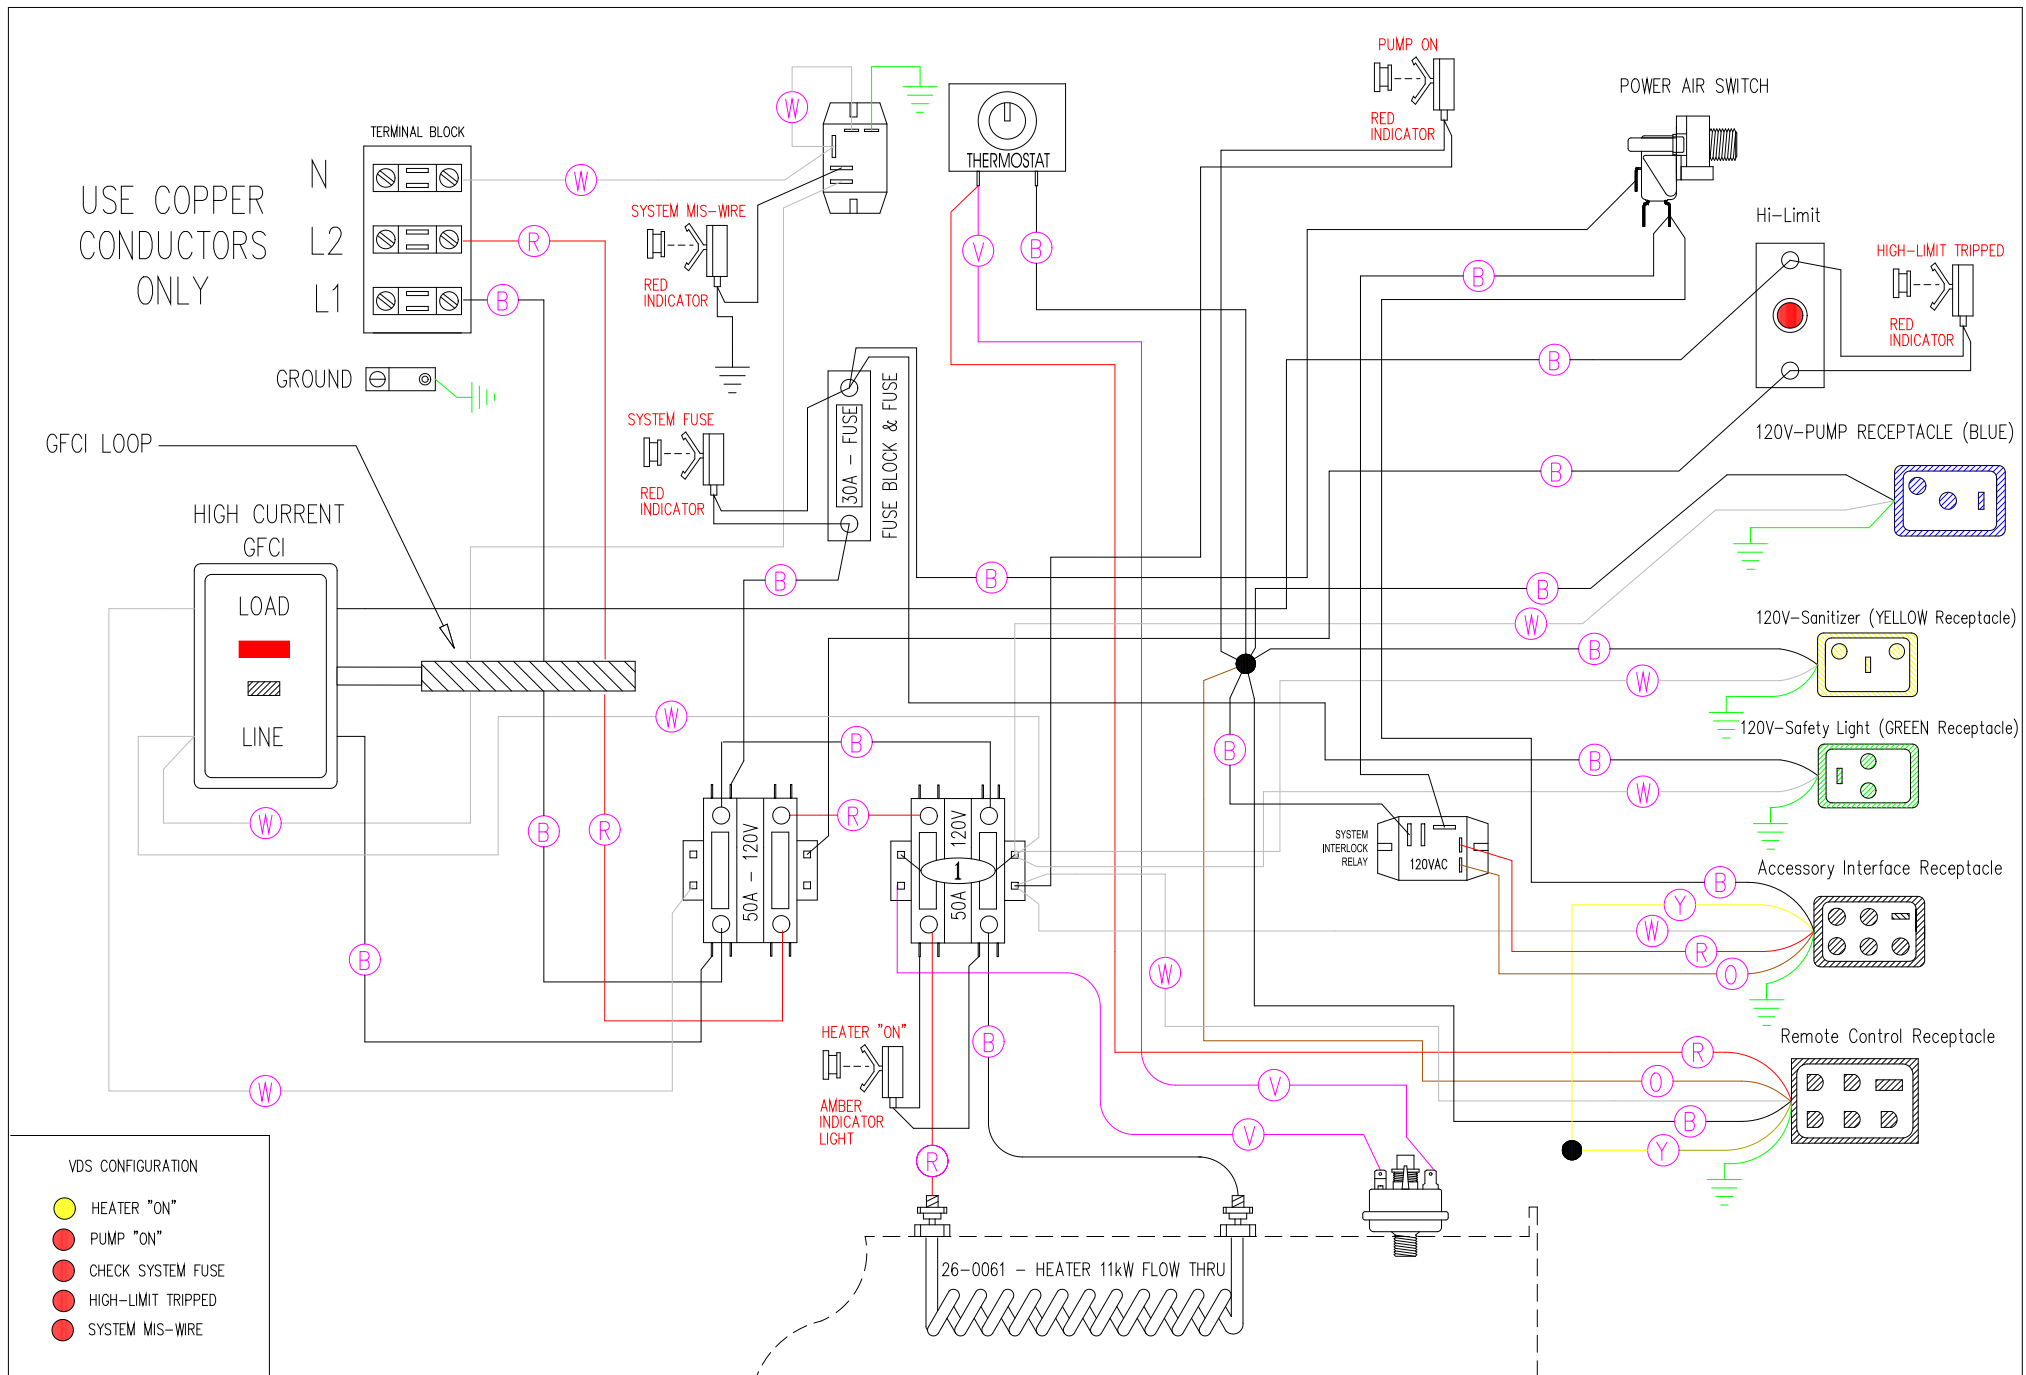 USE COPPER
CONDUCTORS
ONLY
TERMINAL BLOCK
N
L2
L1
GROUND
GFCI LOOP
HIGH CURRENT
GFCI
LOAD
LINE
W
W
R
B
SYSTEM MIS-WIRE
RED
INDICATOR
SYSTEM FUSE
RED
INDICATOR
30A - FUSE
FUSE BLOCK & FUSE
THERMOSTAT
V
B
PUMP ON
RED
INDICATOR
POWER AIR SWITCH
Hi-Limit
HIGH-LIMIT TRIPPED
RED
INDICATOR
B
B
B
120V-PUMP RECEPTACLE (BLUE)
B
B
B
W
120V-Sanitizer (YELLOW Receptacle)
B
W
120V-Safety Light (GREEN Receptacle)
B
W
W
B
B
SYSTEM
INTERLOCK
RELAY
120VAC
Accessory Interface Receptacle
B
Y
W
R
O
Remote Control Receptacle
R
O
B
Y
50A - 120V
R
50A
120V
1
W
B
R
B
W
W
B
HEATER "ON"
AMBER
INDICATOR
LIGHT
R
V
V
26-0061 - HEATER 11kW FLOW THRU
VDS CONFIGURATION
HEATER "ON"
PUMP "ON"
CHECK SYSTEM FUSE
HIGH-LIMIT TRIPPED
SYSTEM MIS-WIRE